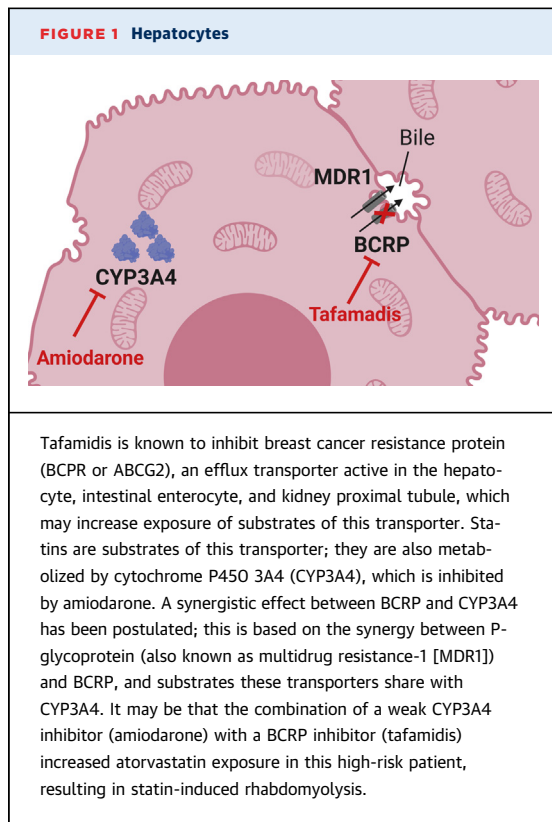 FIGURE 1 Hepatocytes
Bile
MDR1
BCRP
CYP3A4
Tafamadis
Amiodarone
Tafamidis is known to inhibit breast cancer resistance protein
(BCPR or ABCG2), an efflux transporter active in the hepato-
cyte, intestinal enterocyte, and kidney proximal tubule, which
may increase exposure of substrates of this transporter. Sta-
tins are substrates of this transporter; they are also metab-
olized by cytochrome P450 3A4 (CYP3A4), which is inhibited
by amiodarone. A synergistic effect between BCRP and CYP3A4
has been postulated; this is based on the synergy between P-
glycoprotein (also known as multidrug resistance-1 [MDR1])
and BCRP, and substrates these transporters share with
CYP3A4. It may be that the combination of a weak CYP3A4
inhibitor (amiodarone) with a BCRP inhibitor (tafamidis)
increased atorvastatin exposure in this high-risk patient,
resulting in statin-induced rhabdomyolysis.